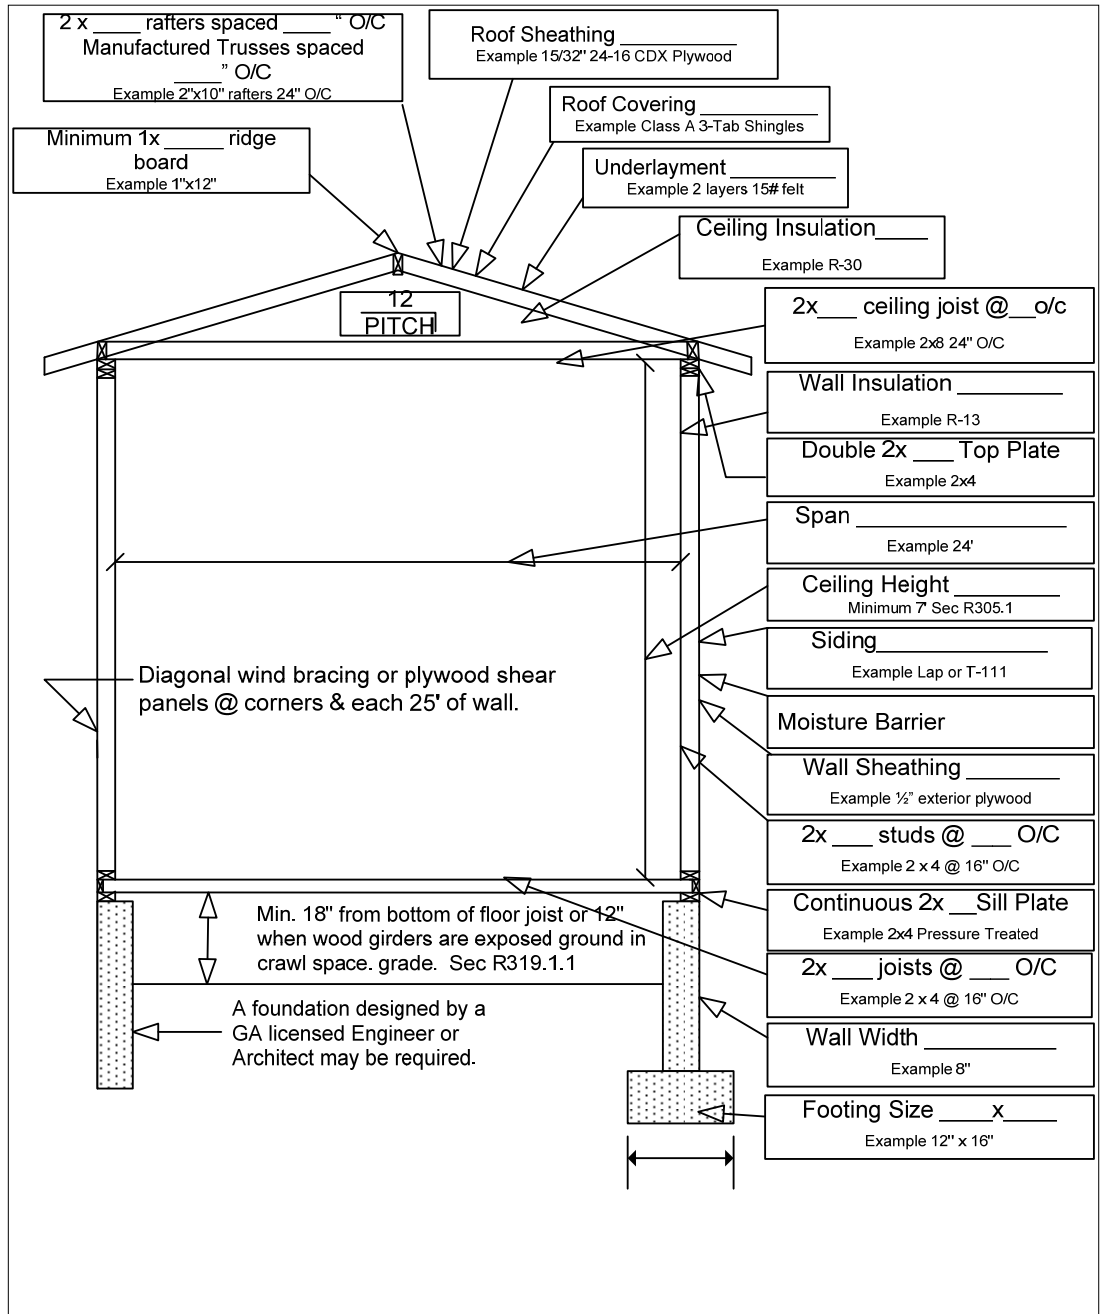 2 x ____ rafters spaced ____ “ O/C
Manufactured Trusses spaced
____” O/C
Example 2"x10" rafters 24" O/C
Roof Sheathing __________
Example 15/32" 24-16 CDX Plywood
Roof Covering __________
Example Class A 3-Tab Shingles
Minimum 1x _____ ridge
board
Example 1"x12"
Underlayment _________
Example 2 layers 15# felt
Ceiling Insulation____
Example R-30
12
PITCH
2x___ ceiling joist @__o/c
Example 2x8 24" O/C
Wall Insulation ________
Example R-13
Double 2x ___ Top Plate
Example 2x4
Span ________________
Example 24'
Ceiling Height ________
Minimum 7' Sec R305.1
Siding_____________
Example Lap or T-111
Diagonal wind bracing or plywood shear
panels @ corners & each 25' of wall.
Moisture Barrier
Wall Sheathing _______
Example ½” exterior plywood
2x ___ studs @ ___ O/C
Example 2 x 4 @ 16" O/C
Continuous 2x __Sill Plate
Example 2x4 Pressure Treated
Min. 18" from bottom of floor joist or 12"
when wood girders are exposed ground in
crawl space. grade.  Sec R319.1.1
2x ___ joists @ ___ O/C
Example 2 x 4 @ 16" O/C
A foundation designed by a
GA licensed Engineer or
Architect may be required.
Wall Width __________
Example 8"
Footing Size ____x____
Example 12" x 16"